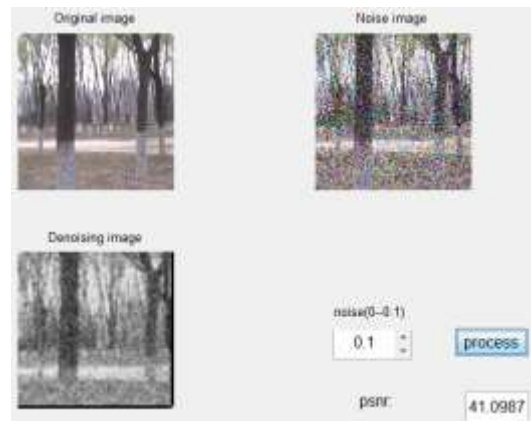 Original image
Noise image
Denoising image
noise(0--0.1)
0.1
process
psnr:
41.0987